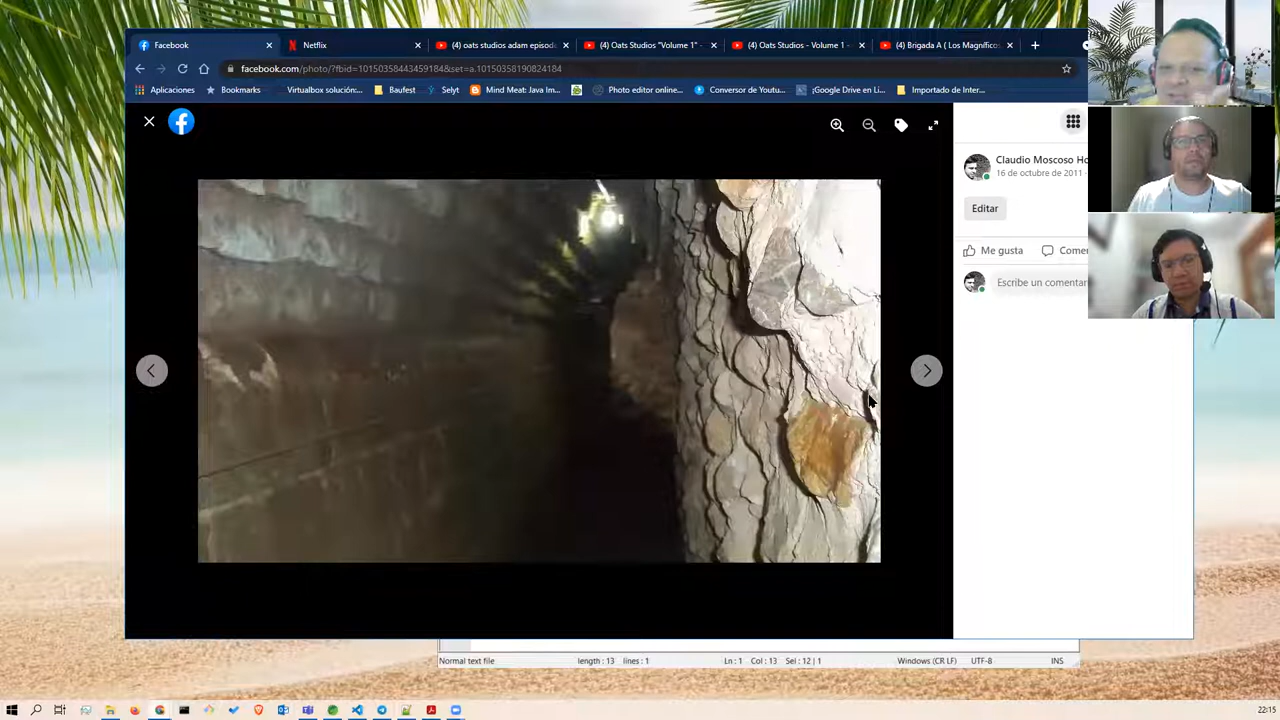 Facebook
Netflix
(4) oats studios adam episode
(4) Oats Studios "Volume 1" -
(4) Oats Studios - Volume 1 -
(4) Brigada A ( Los Magníficos
facebook.com/photo/?fbid=10150358443459184&set=a.10150358190824184
Aplicaciones
Bookmarks
Virtualbox solución:...
Baufest
Selyt
Mind Meat: Java Im...
Photo editor online...
Conversor de Youtu...
¡Google Drive en Li...
Importado de Inter...
Claudio Moscoso Ho
16 de octubre de 2011 ·
Editar
Me gusta
Comen
Escribe un comentar
Normal text file
length : 13
lines : 1
Ln : 1
Col : 13
Sel : 12 | 1
Windows (CR LF)
UTF-8
INS
22:15